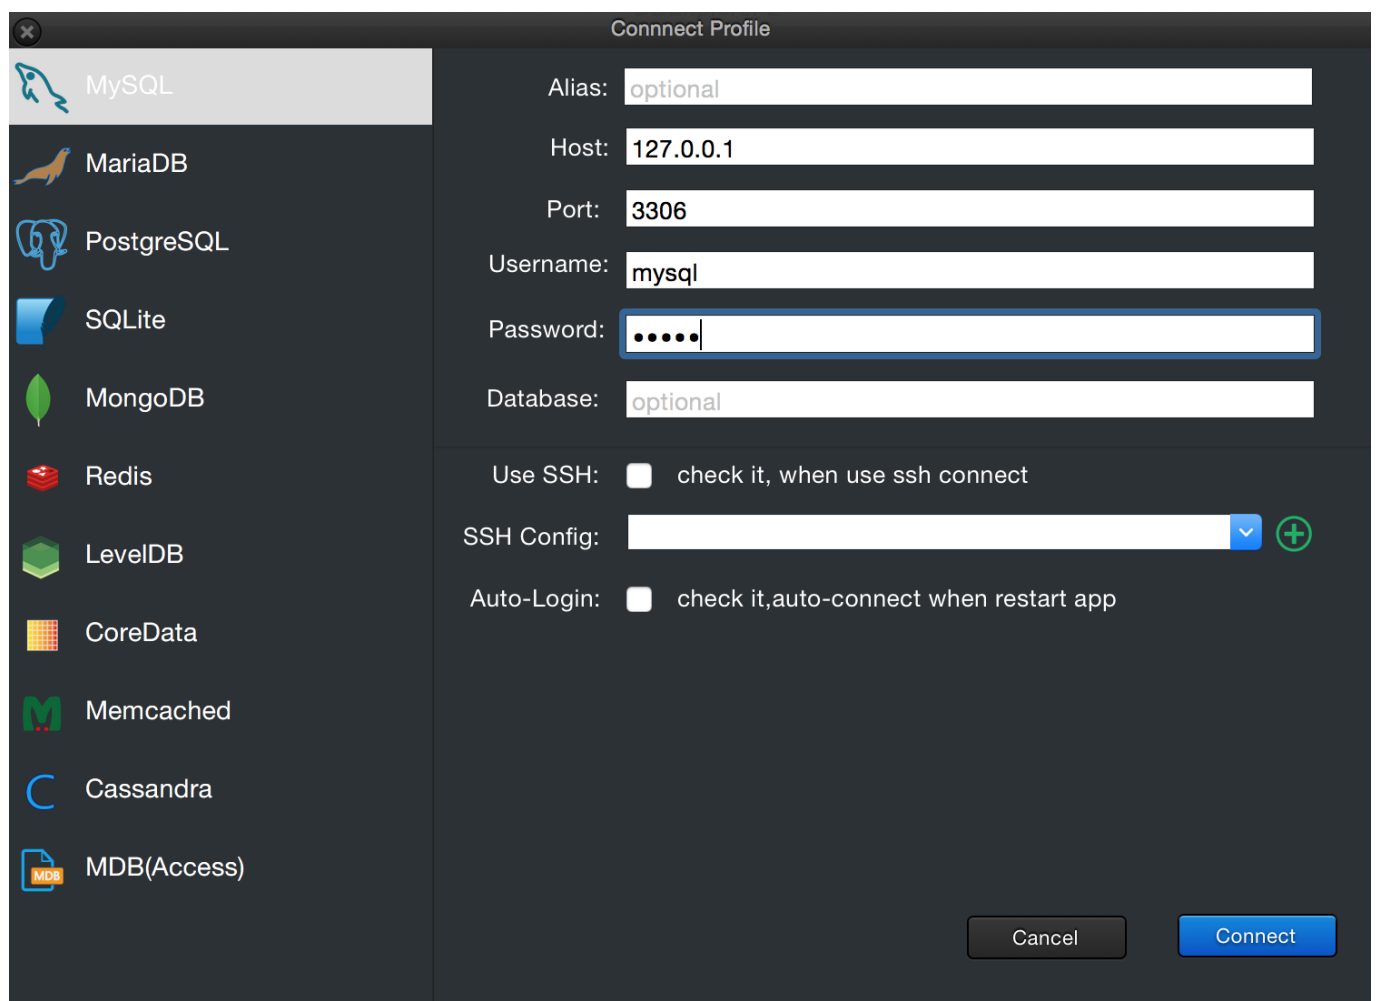 Connnect Profile
MySQL
MariaDB
PostgreSQL
SQLite
MongoDB
Redis
LevelDB
CoreData
Memcached
Cassandra
MDB
MDB(Access)
Alias: optional
Host: 127.0.0.1
Port: 3306
Username: mysql
Password: •••••
Database: optional
Use SSH: check it, when use ssh connect
SSH Config:
Auto-Login: check it,auto-connect when restart app
Cancel Connect